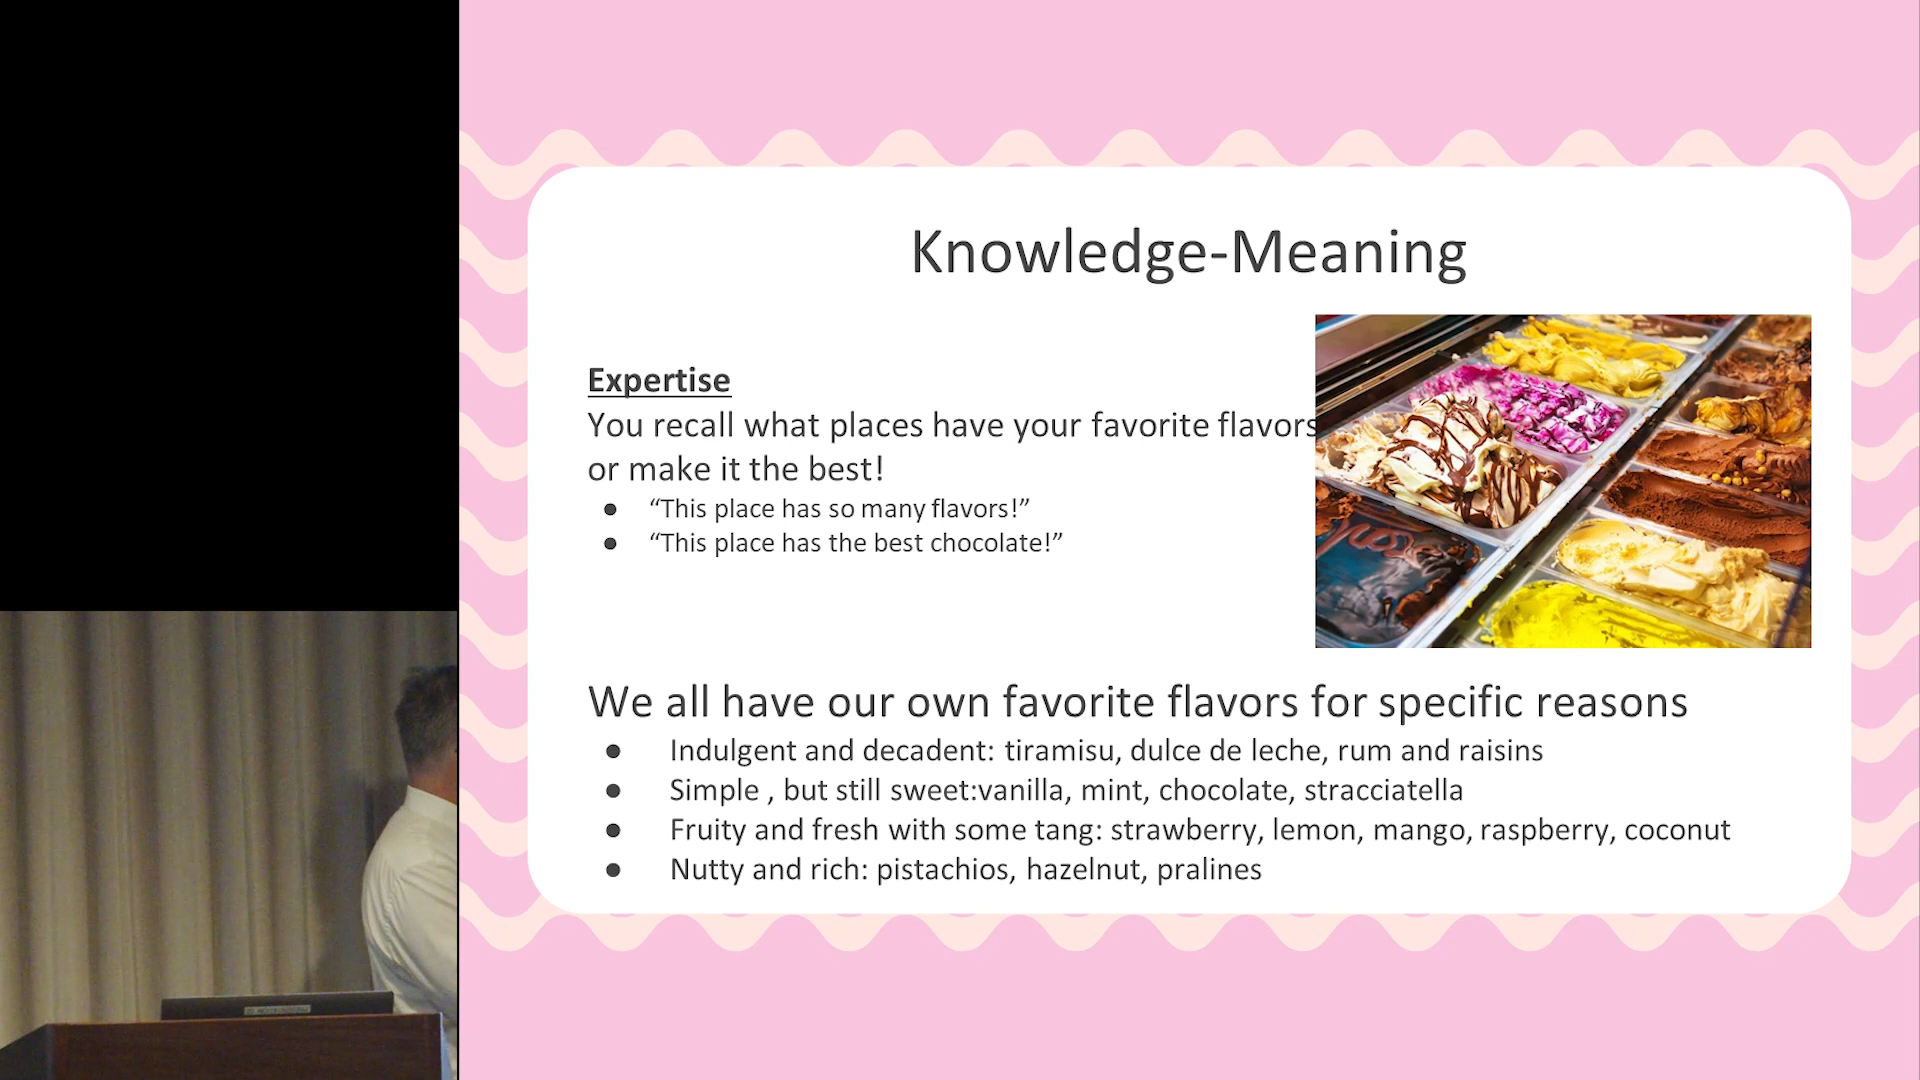 Knowledge-Meaning
Expertise
You recall what places have your favorite flavors
or make it the best!
● “This place has so many flavors!”
● “This place has the best chocolate!”
We all have our own favorite flavors for specific reasons
● Indulgent and decadent: tiramisu, dulce de leche, rum and raisins
● Simple , but still sweet:vanilla, mint, chocolate, stracciatella
● Fruity and fresh with some tang: strawberry, lemon, mango, raspberry, coconut
● Nutty and rich: pistachios, hazelnut, pralines